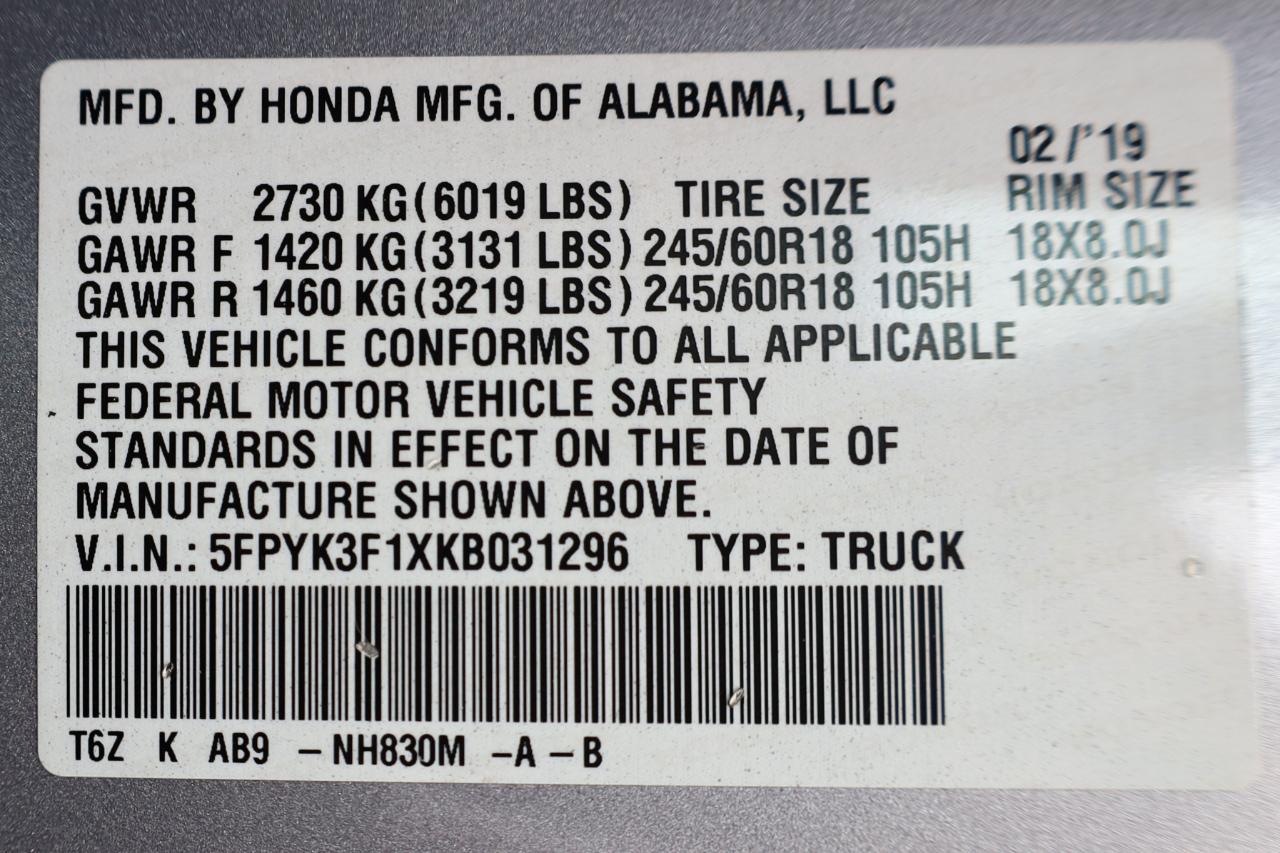 MFD. BY HONDA MFG. OF ALABAMA, LLC
02/'19
GVWR 2730 KG (6019 LBS) TIRE SIZE RIM SIZE
GAWR F 1420 KG (3131 LBS) 245/60R18 105H 18X8.0J
GAWR R 1460 KG (3219 LBS) 245/60R18 105H 18X8.0J
THIS VEHICLE CONFORMS TO ALL APPLICABLE
FEDERAL MOTOR VEHICLE SAFETY
STANDARDS IN EFFECT ON THE DATE OF
MANUFACTURE SHOWN ABOVE.
V.I.N.: 5FPYK3F1XKB031296 TYPE: TRUCK
T6Z K AB9 – NH830M –A – B